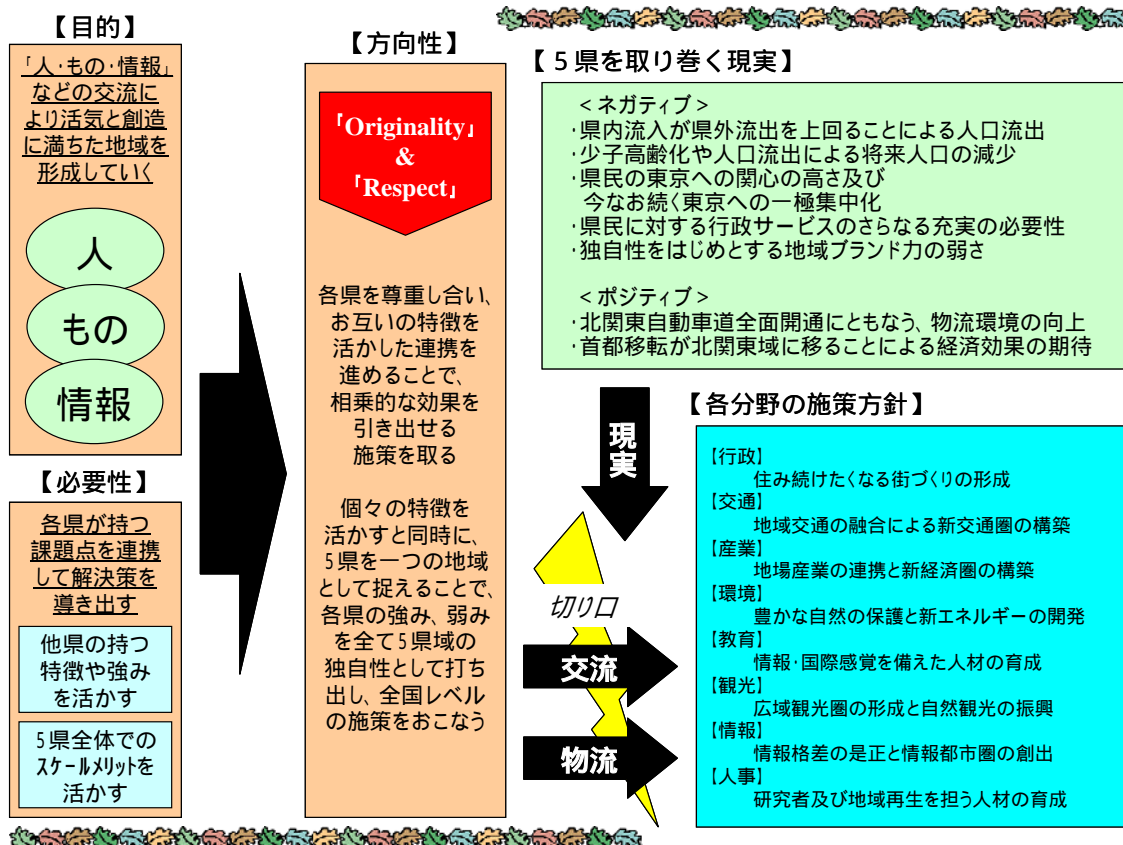 【目的】
「人・もの・情報」
などの交流に
より活気と創造
に満ちた地域を
形成していく
人
もの
情報
【必要性】
各県が持つ
課題点を連携
して解決策を
導き出す
他県の持つ
特徴や強み
を活かす
5県全体での
スケールメリットを
活かす
【方向性】
「Originality」
&
「Respect」
各県を尊重し合い、
お互いの特徴を
活かした連携を
進めることで、
相乗的な効果を
引き出せる
施策を取る
個々の特徴を
活かすと同時に、
5県を一つの地域
として捉えることで、
各県の強み、弱み
を全て5県域の
独自性として打ち
出し、全国レベル
の施策をおこなう
【5県を取り巻く現実】
<ネガティブ>
・県内流入が県外流出を上回ることによる人口流出
・少子高齢化や人口流出による将来人口の減少
・県民の東京への関心の高さ及び
今なお続く東京への一極集中化
・県民に対する行政サービスのさらなる充実の必要性
・独自性をはじめとする地域ブランド力の弱さ
<ポジティブ>
・北関東自動車道全面開通にともなう、物流環境の向上
・首都移転が北関東域に移ることによる経済効果の期待
現実
切り口
交流
物流
【各分野の施策方針】
【行政】
住み続けたくなる街づくりの形成
【交通】
地域交通の融合による新交通圏の構築
【産業】
地場産業の連携と新経済圏の構築
【環境】
豊かな自然の保護と新エネルギーの開発
【教育】
情報・国際感覚を備えた人材の育成
【観光】
広域観光圏の形成と自然観光の振興
【情報】
情報格差の是正と情報都市圏の創出
【人事】
研究者及び地域再生を担う人材の育成